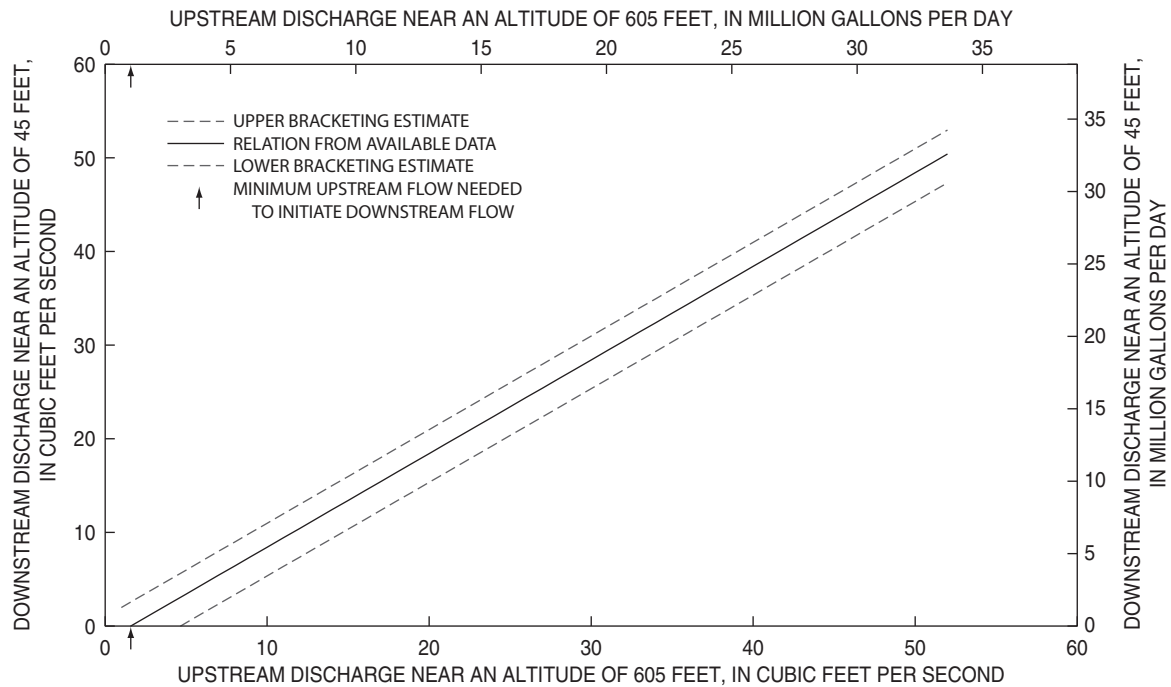 UPSTREAM DISCHARGE NEAR AN ALTITUDE OF 605 FEET, IN MILLION GALLONS PER DAY
0 5 10 15 20 25 30 35
DOWNSTREAM DISCHARGE NEAR AN ALTITUDE OF 45 FEET,
IN CUBIC FEET PER SECOND
60
50
40
30
20
10
0
UPPER BRACKETING ESTIMATE
RELATION FROM AVAILABLE DATA
LOWER BRACKETING ESTIMATE
MINIMUM UPSTREAM FLOW NEEDED
TO INITIATE DOWNSTREAM FLOW
35
30
25
20
15
10
5
0
DOWNSTREAM DISCHARGE NEAR AN ALTITUDE OF 45 FEET,
IN MILLION GALLONS PER DAY
0 10 20 30 40 50 60
UPSTREAM DISCHARGE NEAR AN ALTITUDE OF 605 FEET, IN CUBIC FEET PER SECOND